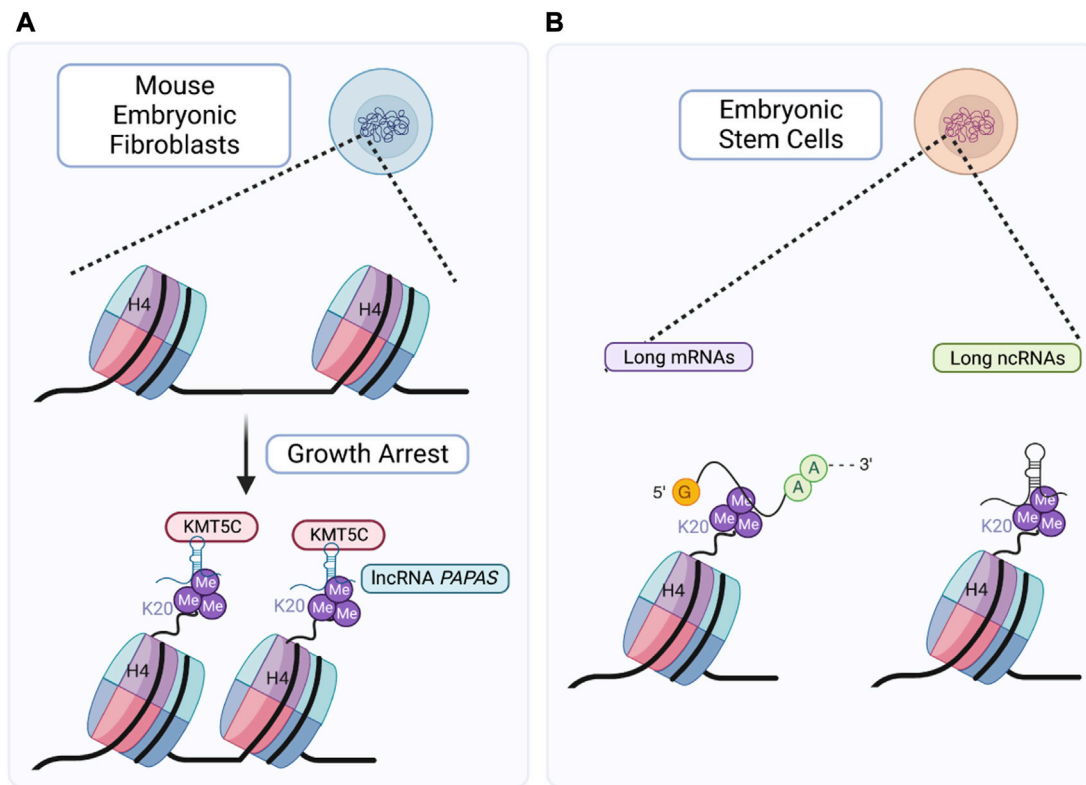 A
Mouse
Embryonic
Fibroblasts
H4
H4
Growth Arrest
KMT5C
KMT5C
lncRNA PAPAS
Me
Me
K20
Me
Me
K20
Me
Me
H4
H4
B
Embryonic
Stem Cells
Long mRNAs
Long ncRNAs
5' G
A
A
3'
Me
K20
Me
Me
Me
K20
Me
Me
H4
H4